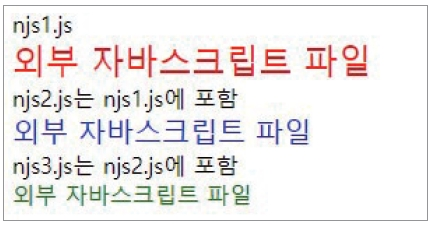 njs1.js
외부 자바스크립트 파일
njs2.js는 njs1.js에 포함
외부 자바스크립트 파일
njs3.js는 njs2.js에 포함
외부 자바스크립트 파일